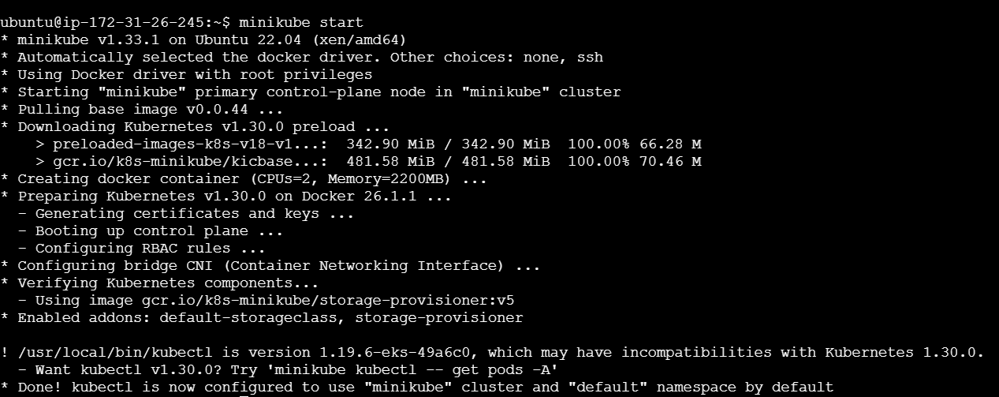 ubuntu@ip-172-31-26-245:~$ minikube start
* minikube v1.33.1 on Ubuntu 22.04 (xen/amd64)
* Automatically selected the docker driver. Other choices: none, ssh
* Using Docker driver with root privileges
* Starting "minikube" primary control-plane node in "minikube" cluster
* Pulling base image v0.0.44 ...
* Downloading Kubernetes v1.30.0 preload ...
    > preloaded-images-k8s-v18-v1...:  342.90 MiB / 342.90 MiB  100.00% 66.28 M
    > gcr.io/k8s-minikube/kicbase...:  481.58 MiB / 481.58 MiB  100.00% 70.46 M
* Creating docker container (CPUs=2, Memory=2200MB) ...
* Preparing Kubernetes v1.30.0 on Docker 26.1.1 ...
  - Generating certificates and keys ...
  - Booting up control plane ...
  - Configuring RBAC rules ...
* Configuring bridge CNI (Container Networking Interface) ...
* Verifying Kubernetes components...
  - Using image gcr.io/k8s-minikube/storage-provisioner:v5
* Enabled addons: default-storageclass, storage-provisioner

! /usr/local/bin/kubectl is version 1.19.6-eks-49a6c0, which may have incompatibilities with Kubernetes 1.30.0.
  - Want kubectl v1.30.0? Try 'minikube kubectl -- get pods -A'
* Done! kubectl is now configured to use "minikube" cluster and "default" namespace by default